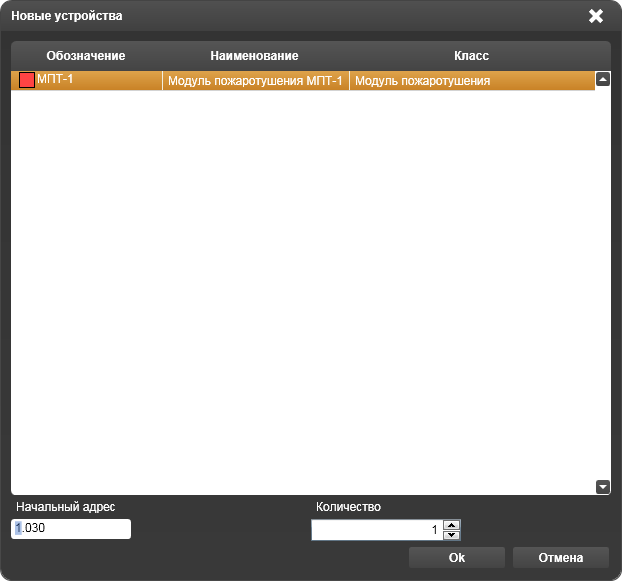 Новые устройства
Обозначение Наименование Класс
МПТ-1 Модуль пожаротушения МПТ-1 Модуль пожаротушения
Начальный адрес Количество
1.030 1
Ok Отмена